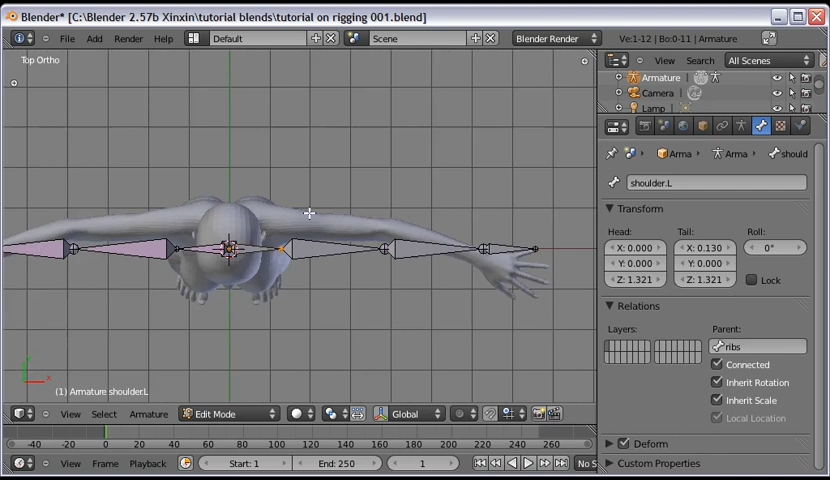 Blender* [C:\Blender 2.57b Xinxin\tutorial blends\tutorial on rigging 001.blend]
File Add Render Help Default Scene Blender Render Ve:1-12 | Bo:0-11 | Armature
Top Ortho
View Search All Scenes
Armature
Camera
Lamp
Arma Arma should
shoulder.L
Transform
Head: Tail: Roll:
X: 0.000 X: 0.130 0°
Y: 0.000 Y: 0.000
Z: 1.321 Z: 1.321 Lock
Relations
Layers: Parent:
ribs
Connected
Inherit Rotation
Inherit Scale
Local Location
Deform
Custom Properties
(1) Armature shoulder.L
View Select Armature Edit Mode Global
-40 -20 0 20 40 60 80 100 120 140 160 180 200 220 240 260
View Frame Playback Start: 1 End: 250 1 No S